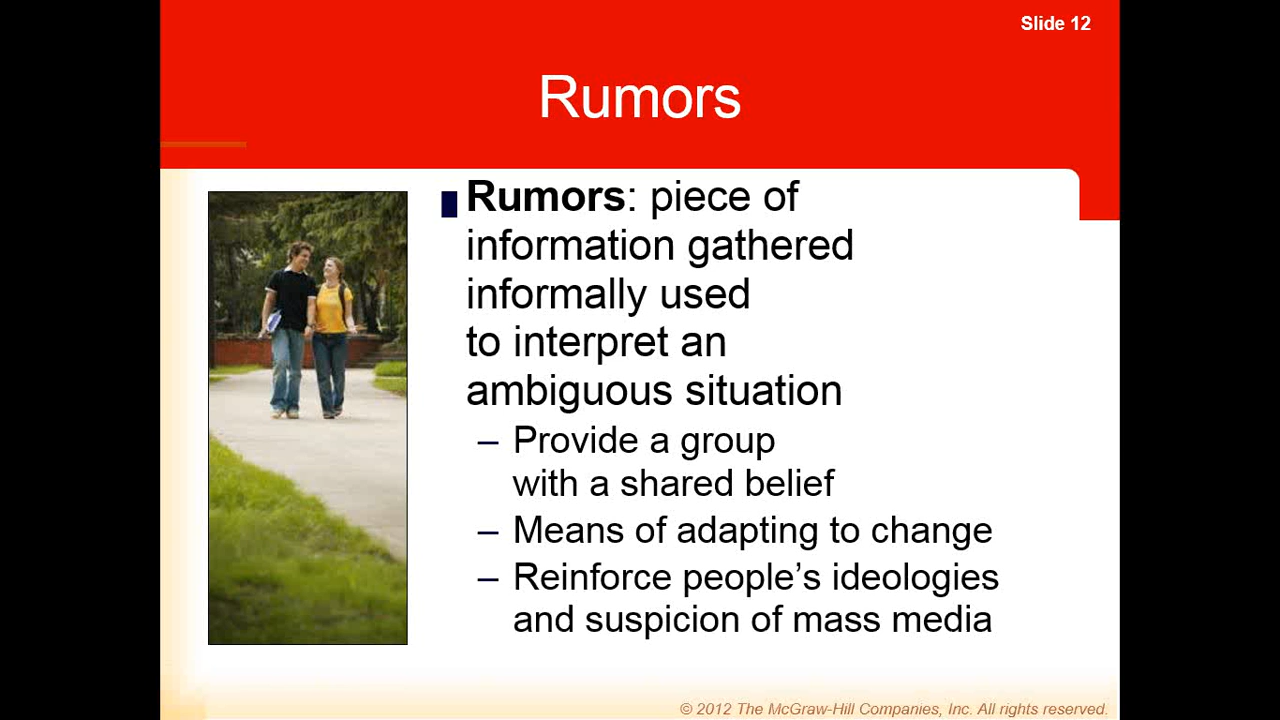 Slide 12
Rumors
Rumors: piece of
information gathered
informally used
to interpret an
ambiguous situation
– Provide a group
with a shared belief
– Means of adapting to change
– Reinforce people’s ideologies
and suspicion of mass media
© 2012 The McGraw-Hill Companies, Inc. All rights reserved.